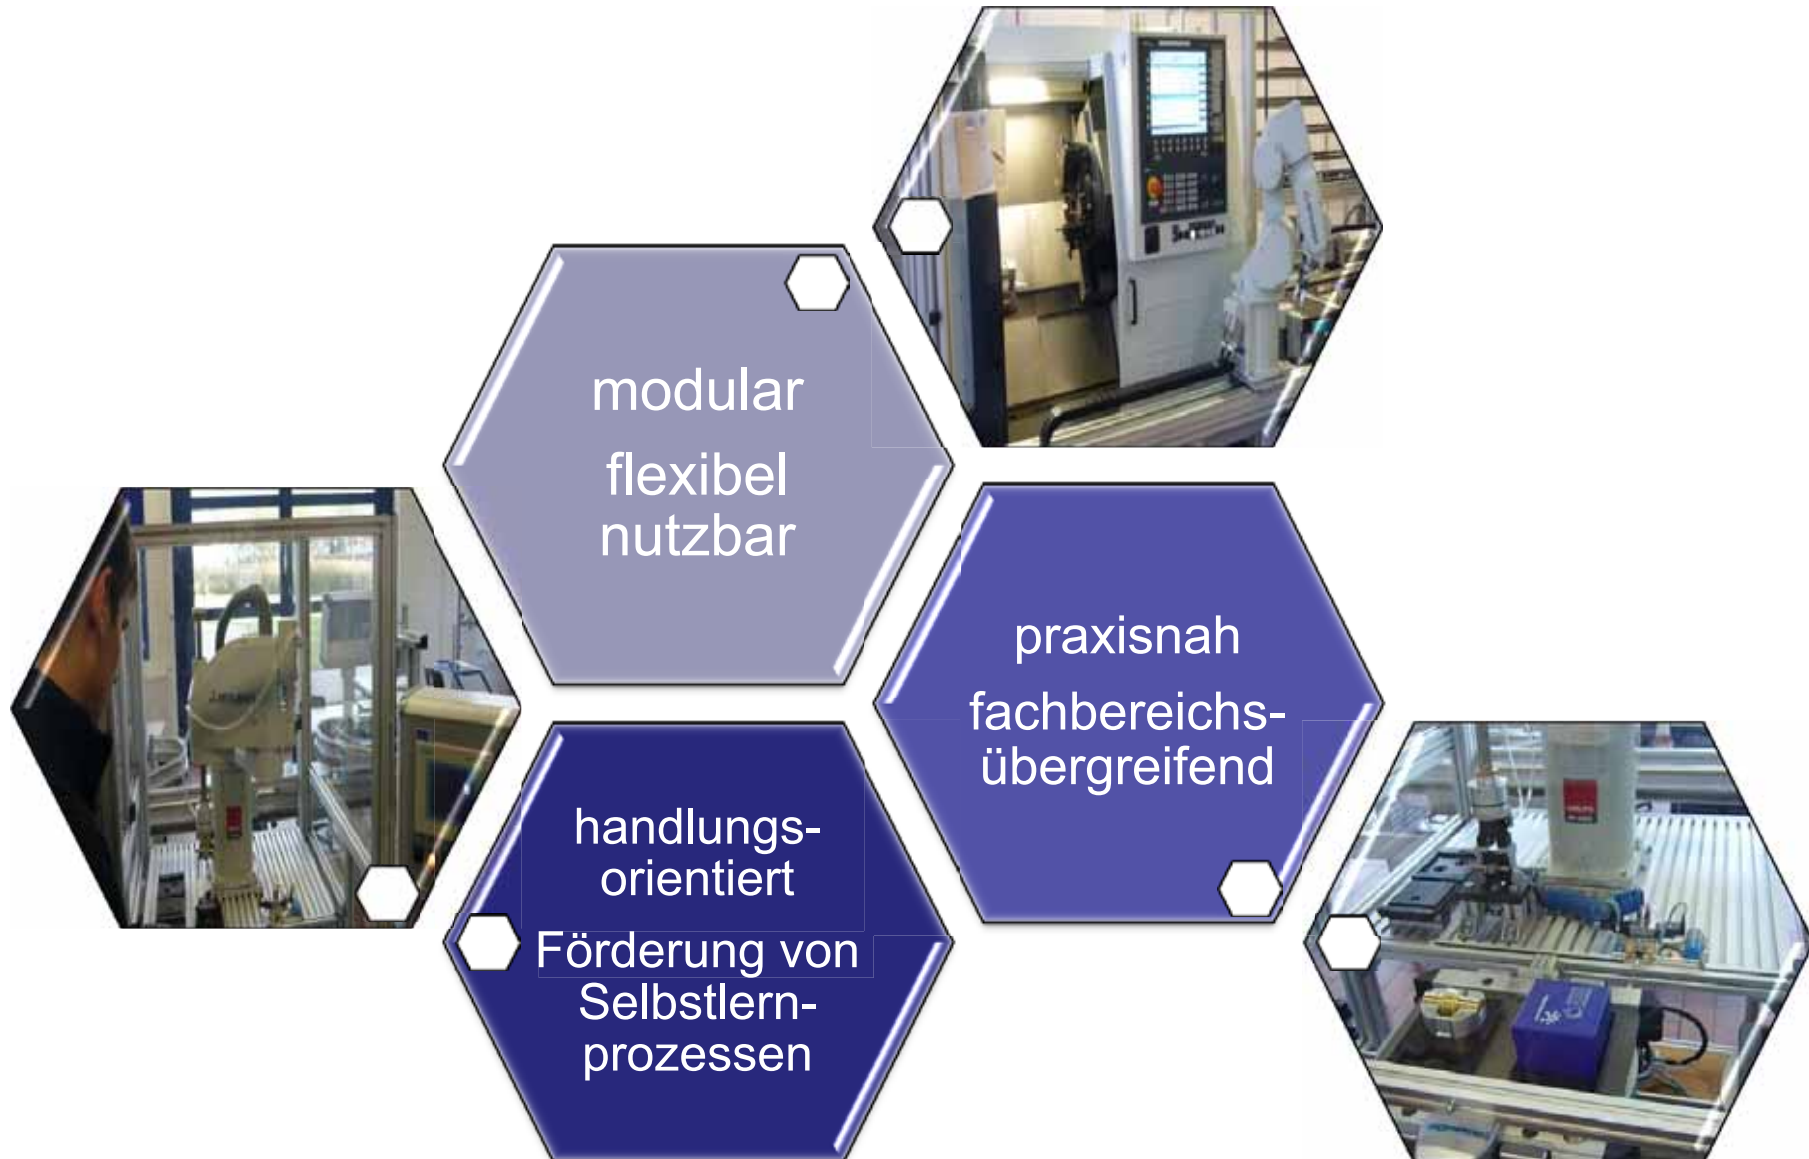 modular
flexibel
nutzbar
praxisnah
fachbereichs-
übergreifend
handlungs-
orientiert
Förderung von
Selbstlern-
prozessen